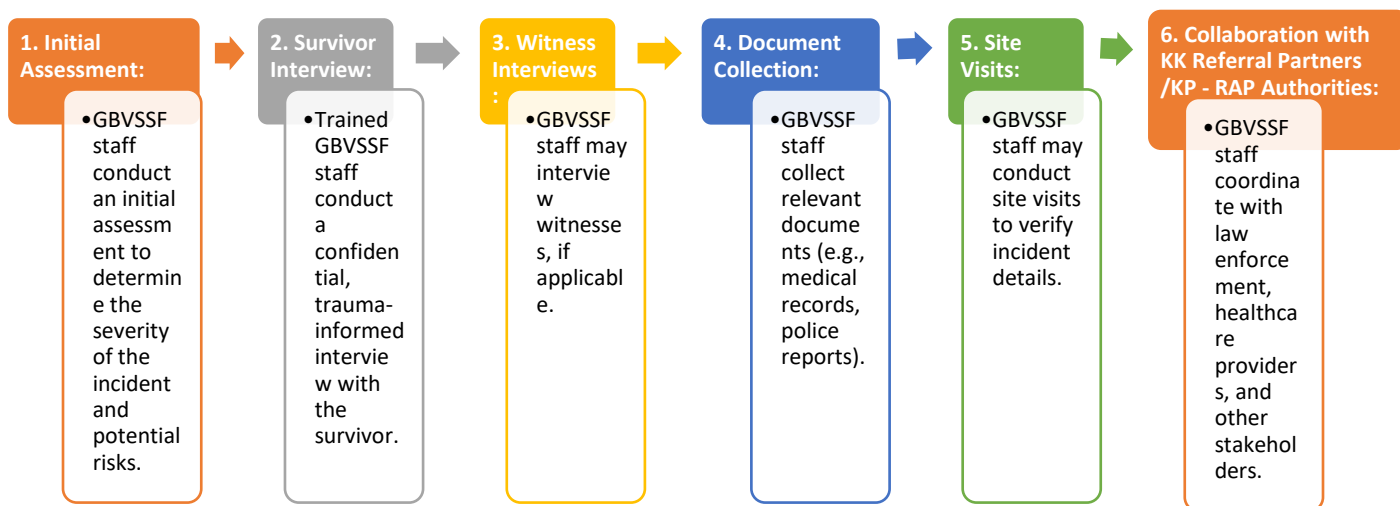 1. Initial
Assessment:
•GBVSSF
staff
conduct
an initial
assessm
ent to
determin
e the
severity
of the
incident
and
potential
risks.
2. Survivor
Interview:
•Trained
GBVSSF
staff
conduct
a
confiden
tial,
trauma-
informed
intervie
w with
the
survivor.
3. Witness
Interviews
:
•GBVSSF
staff may
intervie
w
witnesse
s, if
applicabl
e.
4. Document
Collection:
•GBVSSF
staff
collect
relevant
docume
nts (e.g.,
medical
records,
police
reports).
5. Site
Visits:
•GBVSSF
staff may
conduct
site visits
to verify
incident
details.
6. Collaboration with
KK Referral Partners
/KP - RAP Authorities:
•GBVSSF
staff
coordina
te with
law
enforce
ment,
healthca
re
provider
s, and
other
stakehol
ders.